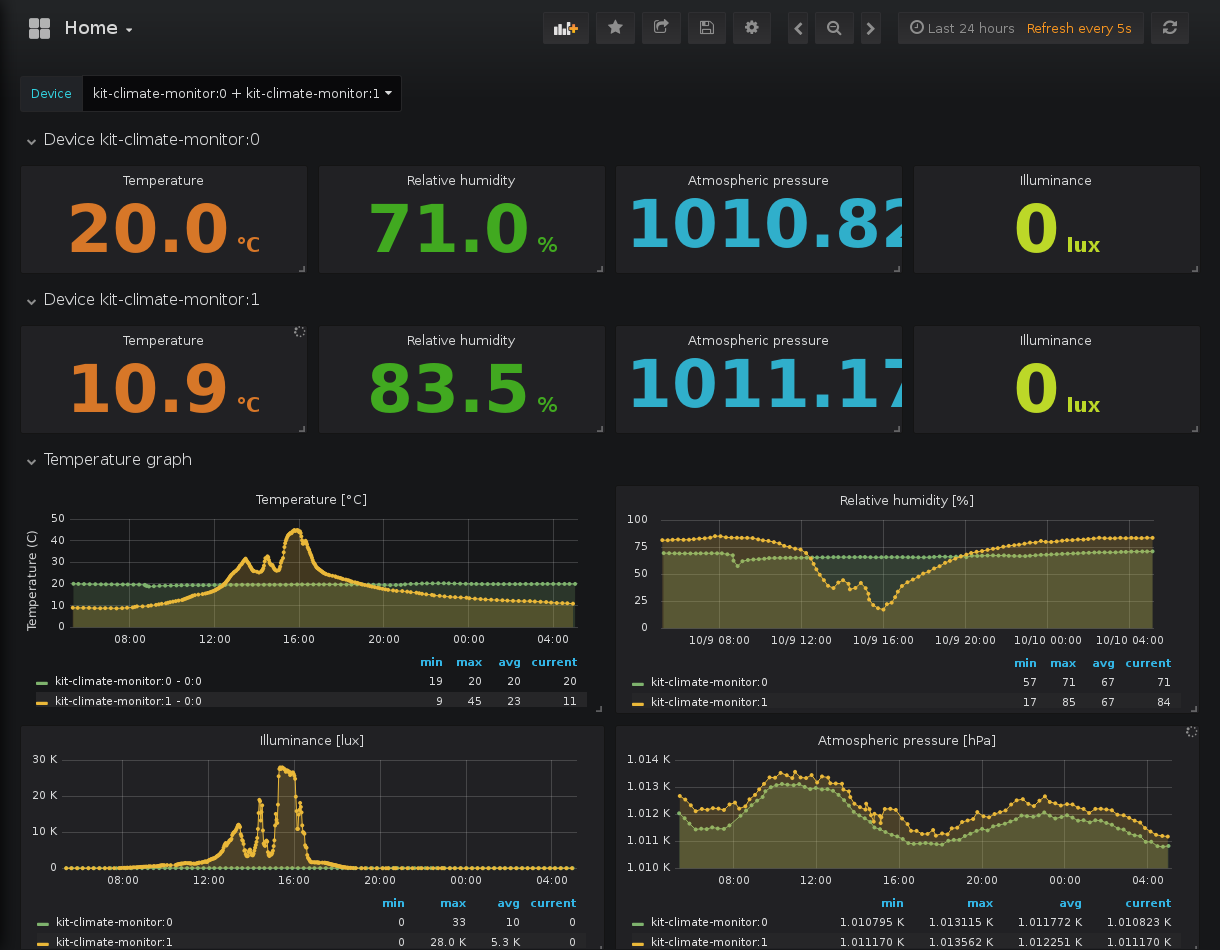 Home
Last 24 hours Refresh every 5s
Device kit-climate-monitor:0 + kit-climate-monitor:1
Device kit-climate-monitor:0
Temperature Relative humidity Atmospheric pressure Illuminance
20.0 °C 71.0 % 1010.82 0 lux
Device kit-climate-monitor:1
Temperature Relative humidity Atmospheric pressure Illuminance
10.9 °C 83.5 % 1011.17 0 lux
Temperature graph
Temperature [°C]
Temperature (C)
50
40
30
20
10
0
08:00 12:00 16:00 20:00 00:00 04:00
min max avg current
kit-climate-monitor:0 - 0:0 19 20 20 20
kit-climate-monitor:1 - 0:0 9 45 23 11
Relative humidity [%]
100
75
50
25
0
10/9 08:00 10/9 12:00 10/9 16:00 10/9 20:00 10/10 00:00 10/10 04:00
min max avg current
kit-climate-monitor:0 57 71 67 71
kit-climate-monitor:1 17 85 67 84
Illuminance [lux]
30 K
20 K
10 K
0
08:00 12:00 16:00 20:00 00:00 04:00
min max avg current
kit-climate-monitor:0 0 33 10 0
kit-climate-monitor:1 0 28.0 K 5.3 K 0
Atmospheric pressure [hPa]
1.014 K
1.013 K
1.012 K
1.011 K
1.010 K
08:00 12:00 16:00 20:00 00:00 04:00
min max avg current
kit-climate-monitor:0 1.010795 K 1.013115 K 1.011772 K 1.010823 K
kit-climate-monitor:1 1.011170 K 1.013562 K 1.012251 K 1.011170 K